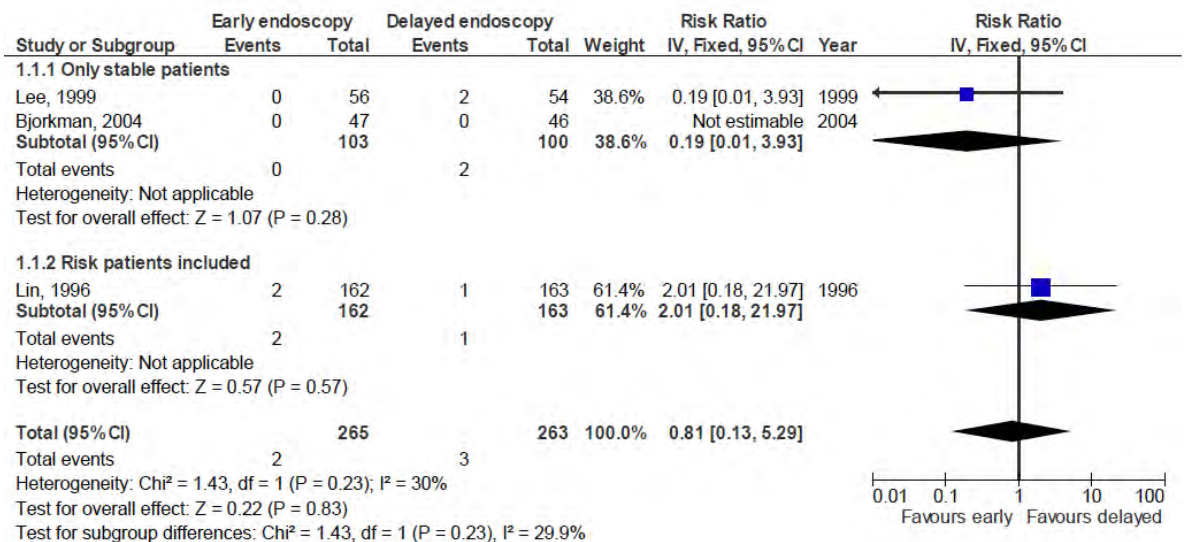 Early endoscopy Delayed endoscopy Risk Ratio Risk Ratio
Study or Subgroup Events Total Events Total Weight IV, Fixed, 95%CI Year IV, Fixed, 95%CI
1.1.1 Only stable patients
Lee, 1999 0 56 2 54 38.6% 0.19 [0.01, 3.93] 1999
Bjorkman, 2004 0 47 0 46 Not estimable 2004
Subtotal (95%CI) 103 100 38.6% 0.19 [0.01, 3.93]
Total events 0 2
Heterogeneity: Not applicable
Test for overall effect: Z = 1.07 (P = 0.28)
1.1.2 Risk patients included
Lin, 1996 2 162 1 163 61.4% 2.01 [0.18, 21.97] 1996
Subtotal (95%CI) 162 163 61.4% 2.01 [0.18, 21.97]
Total events 2 1
Heterogeneity: Not applicable
Test for overall effect: Z = 0.57 (P = 0.57)
Total (95%CI) 265 263 100.0% 0.81 [0.13, 5.29]
Total events 2 3
Heterogeneity: Chi² = 1.43, df = 1 (P = 0.23); I² = 30%
Test for overall effect: Z = 0.22 (P = 0.83)
Test for subgroup differences: Chi² = 1.43, df = 1 (P = 0.23), I² = 29.9%
0.01 0.1 1 10 100
Favours early Favours delayed